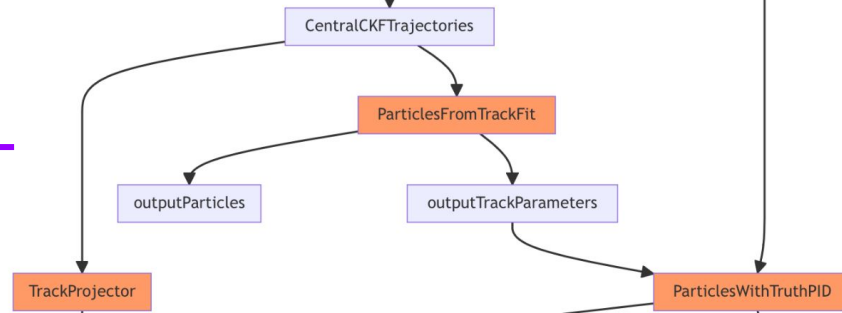 CentralCKFTrajectories
ParticlesFromTrackFit
outputParticles
outputTrackParameters
TrackProjector
ParticlesWithTruthPID